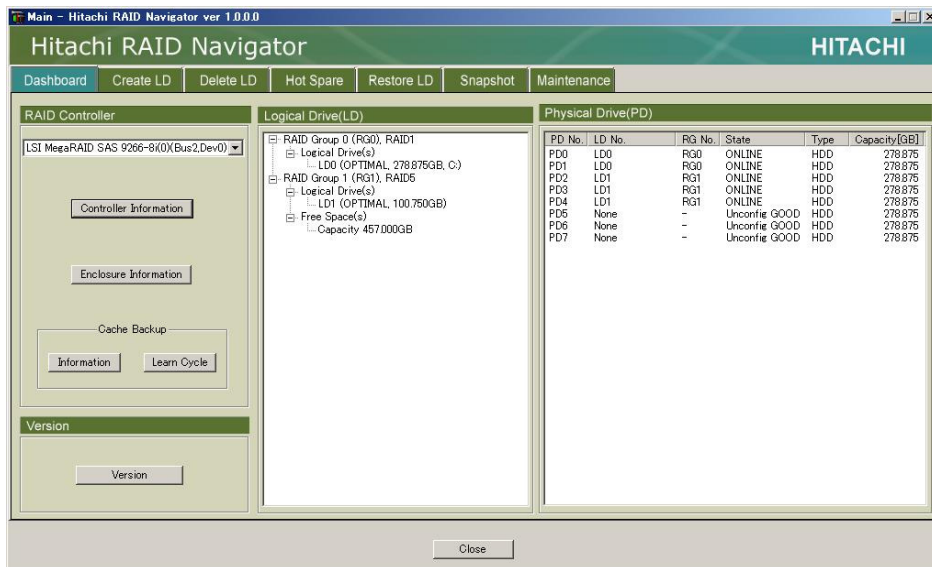 Main - Hitachi RAID Navigator ver 1.0.0.0
Hitachi RAID Navigator
HITACHI
Dashboard Create LD Delete LD Hot Spare Restore LD Snapshot Maintenance
RAID Controller
LSI MegaRAID SAS 9266-8i(0)(Bus2,Dev0)
Controller Information
Enclosure Information
Cache Backup
Information Learn Cycle
Version
Version
Logical Drive(LD)
RAID Group 0 (RG0), RAID1
Logical Drive(s)
LD0 (OPTIMAL, 278.875GB, C:)
RAID Group 1 (RG1), RAID5
Logical Drive(s)
LD1 (OPTIMAL, 100.750GB)
Free Space(s)
Capacity 457.000GB
Physical Drive(PD)
PD No. LD No. RG No. State Type Capacity[GB]
PD0 LD0 RG0 ONLINE HDD 278.875
PD1 LD0 RG0 ONLINE HDD 278.875
PD2 LD1 RG1 ONLINE HDD 278.875
PD3 LD1 RG1 ONLINE HDD 278.875
PD4 LD1 RG1 ONLINE HDD 278.875
PD5 None - Unconfig GOOD HDD 278.875
PD6 None - Unconfig GOOD HDD 278.875
PD7 None - Unconfig GOOD HDD 278.875
Close